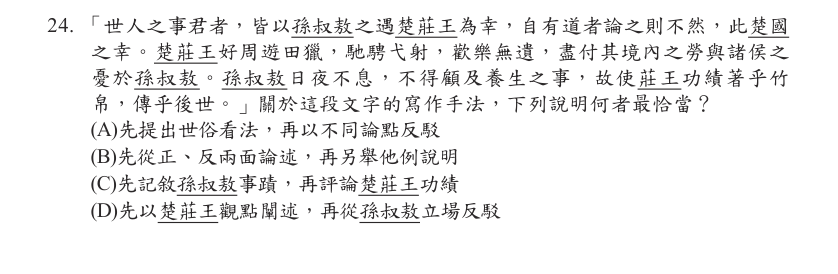 24. 「世人之事君者，皆以孫叔敖之遇楚莊王為幸，自有道者論之則不然，此楚國
之幸。楚莊王好周遊田獵，馳騁弋射，歡樂無遺，盡付其境內之勞與諸侯之
憂於孫叔敖。孫叔敖日夜不息，不得顧及養生之事，故使莊王功績著乎竹
帛，傳乎後世。」關於這段文字的寫作手法，下列說明何者最恰當？
(A)先提出世俗看法，再以不同論點反駁
(B)先從正、反兩面論述，再另舉他例說明
(C)先記敘孫叔敖事蹟，再評論楚莊王功績
(D)先以楚莊王觀點闡述，再從孫叔敖立場反駁